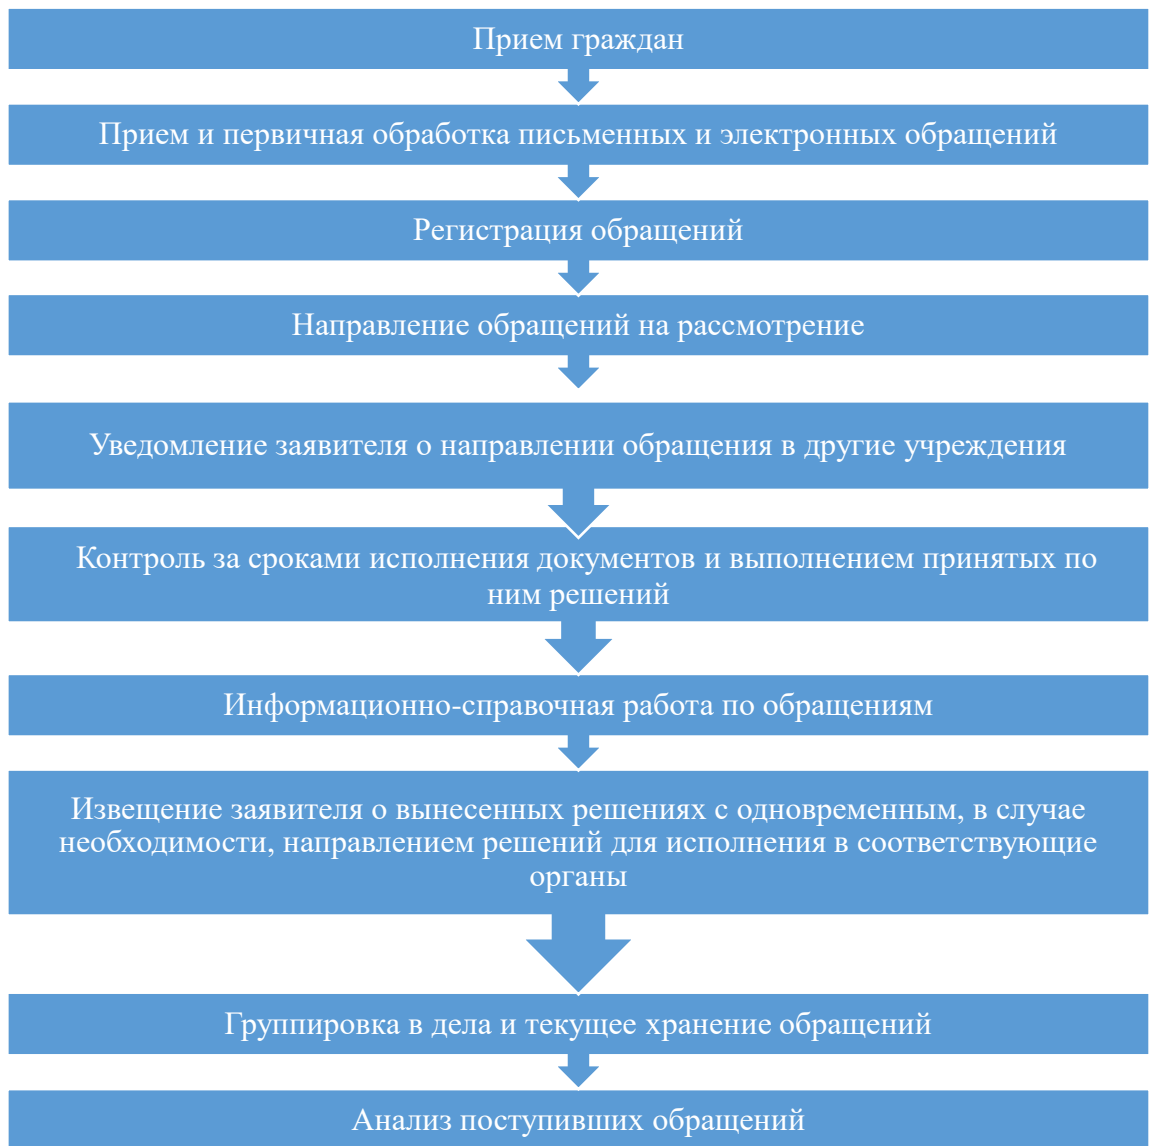 Прием граждан
Прием и первичная обработка письменных и электронных обращений
Регистрация обращений
Направление обращений на рассмотрение
Уведомление заявителя о направлении обращения в другие учреждения
Контроль за сроками исполнения документов и выполнением принятых по
ним решений
Информационно-справочная работа по обращениям
Извещение заявителя о вынесенных решениях с одновременным, в случае
необходимости, направлением решений для исполнения в соответствующие
органы
Группировка в дела и текущее хранение обращений
Анализ поступивших обращений